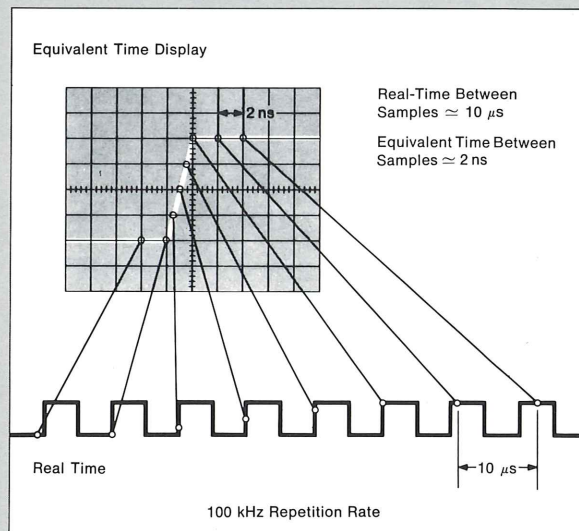 Equivalent Time Display
2 ns
Real-Time Between
Samples ≃ 10 μs
Equivalent Time Between
Samples ≃ 2 ns
Real Time
10 μs
100 kHz Repetition Rate